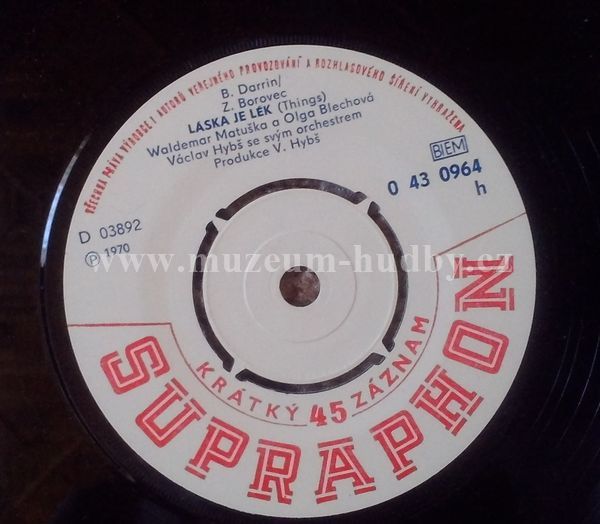 VŠECHNA PRÁVA VÝROBCE I AUTORŮ VEŘEJNÉHO PROVOZOVÁNÍ A ROZHLASOVÉHO ŠÍŘENÍ VYHRAŽENA
B. Darrin/
Z. Borovec
LÁSKA JE LÉK (Things)
Waldemar Matuška a Olga Blechová
Václav Hybš se svým orchestrem
Produkce V. Hybš
BIEM
0 43 0964
h
D 03892
Ⓟ 1970
www.muzeum-hudby.cz
KRÁTKÝ 45 ZÁZNAM
SUPRAPHON